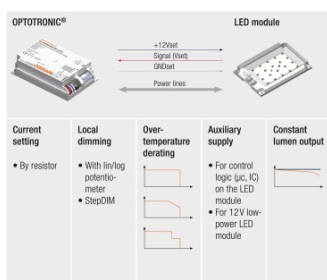 OPTOTRONIC®
LED module
+12Vset
Signal (Vset)
GNDset
Power lines
Current
setting
• By resistor
Local
dimming
• With lin/log
potentio-
meter
• StepDIM
Over-
temperature
derating
Auxiliary
supply
• For control
logic (µc, IC)
on the LED
module
• For 12V low-
power LED
module
Constant
lumen output